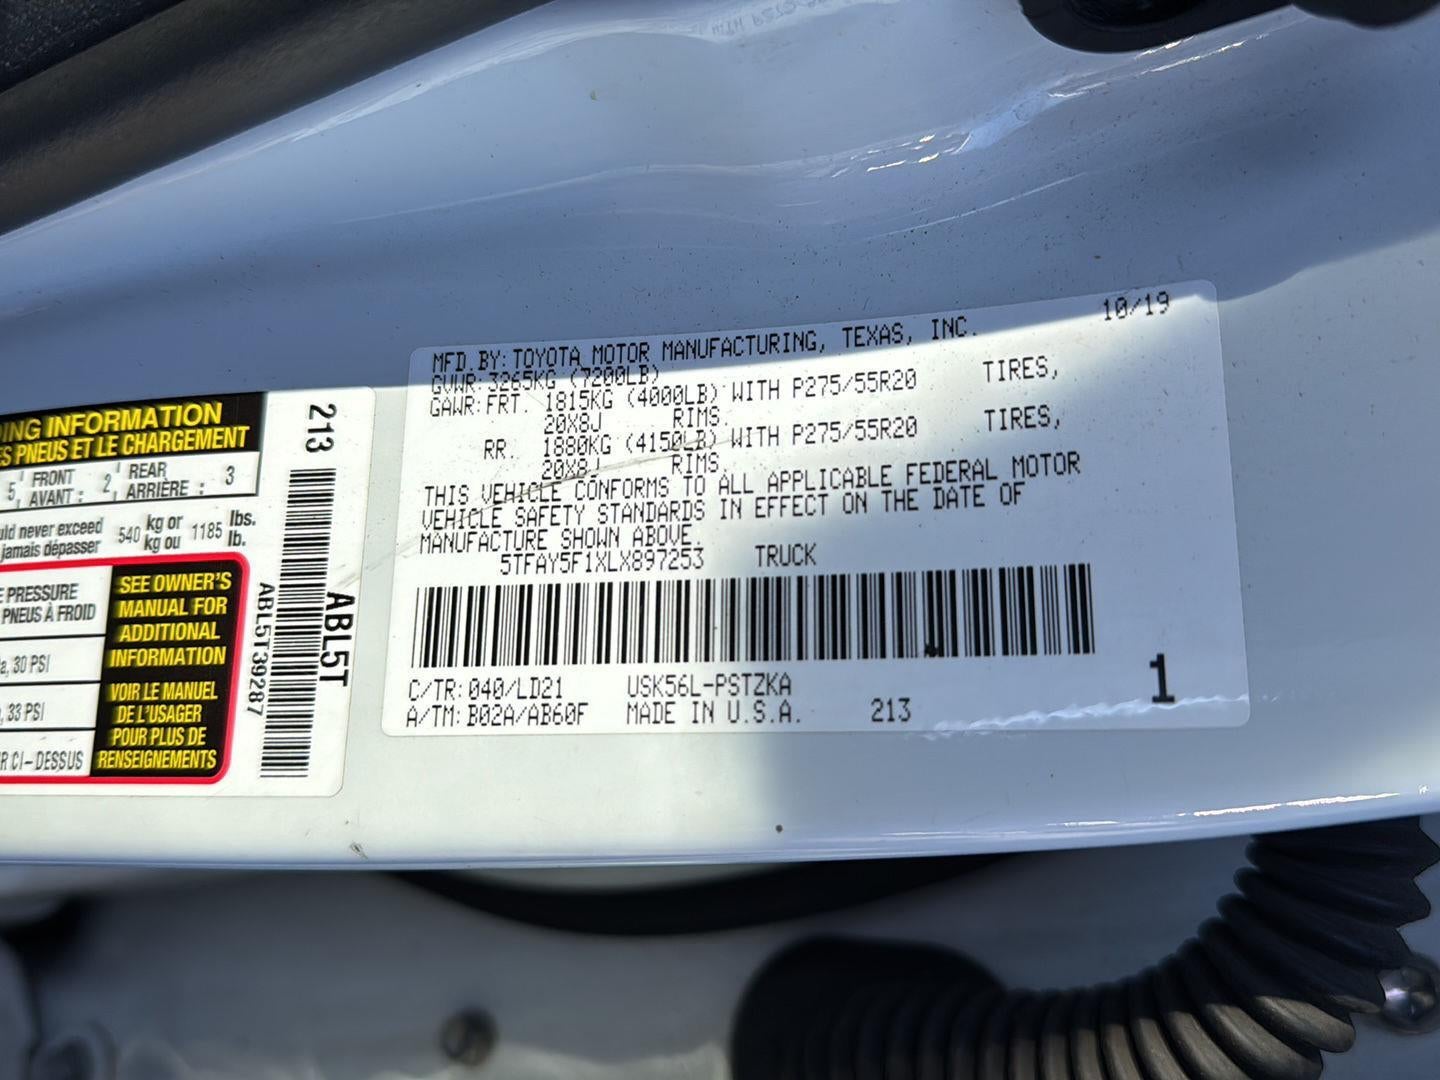 10/19
MFD.BY: TOYOTA MOTOR MANUFACTURING, TEXAS, INC.
GVWR: 3265KG (7200LB)
GAWR: FRT. 1815KG (4000LB) WITH P275/55R20 TIRES,
20X8J RIMS
RR. 1880KG (4150LB) WITH P275/55R20 TIRES,
20X8J RIMS
THIS VEHICLE CONFORMS TO ALL APPLICABLE FEDERAL MOTOR
VEHICLE SAFETY STANDARDS IN EFFECT ON THE DATE OF
MANUFACTURE SHOWN ABOVE.
5TFAY5F1XLX897253 TRUCK
C/TR: 040/LD21 USK56L-PSTZKA
A/TM: B02A/AB60F MADE IN U.S.A. 213
1
DING INFORMATION
ES PNEUS ET LE CHARGEMENT
5, FRONT 2, REAR 3
AVANT : ARRIÈRE :
uld never exceed 540 kg or 1185 lbs.
jamais dépasser kg ou lb.
E PRESSURE
PNEUS À FROID
a, 30 PSI
, 33 PSI
R CI-DESSUS
SEE OWNER'S
MANUAL FOR
ADDITIONAL
INFORMATION
VOIR LE MANUEL
DE L'USAGER
POUR PLUS DE
RENSEIGNEMENTS
213
ABL5T
ABL5T39287